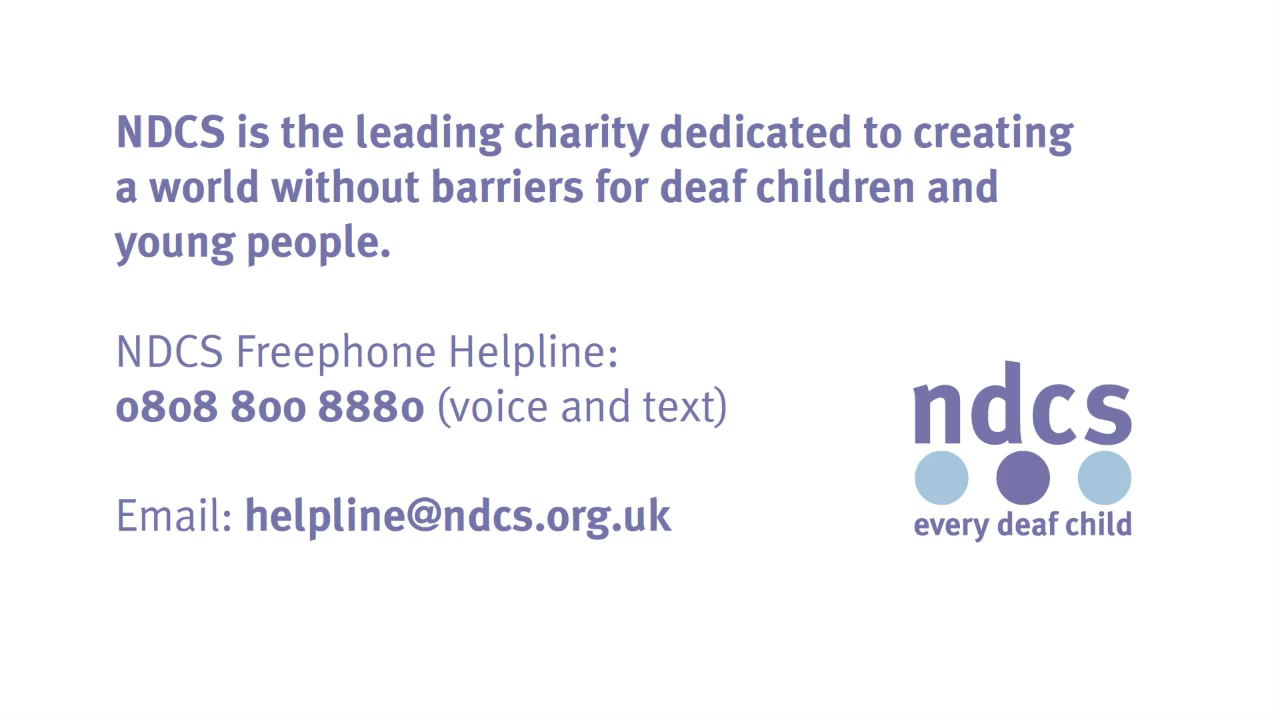 NDCS is the leading charity dedicated to creating
a world without barriers for deaf children and
young people.
NDCS Freephone Helpline:
0808 800 8880 (voice and text)
Email: helpline@ndcs.org.uk
ndcs
every deaf child